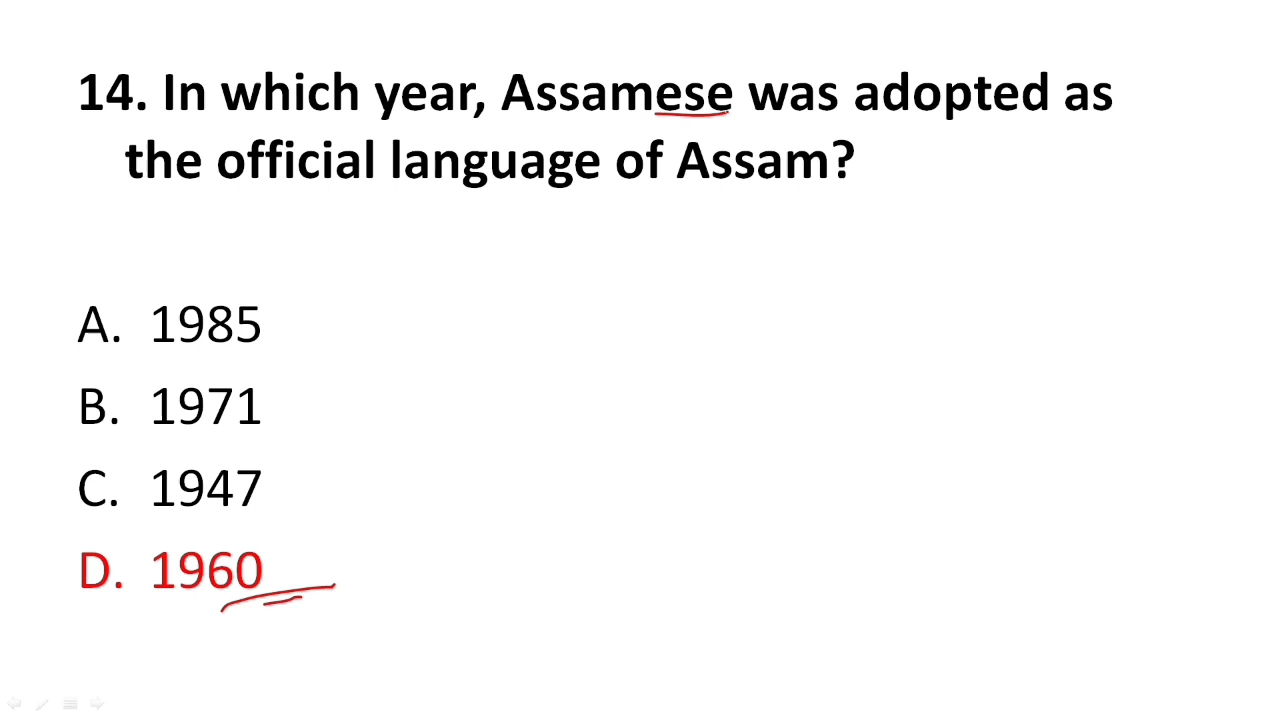 14. In which year, Assamese was adopted as
the official language of Assam?
A. 1985
B. 1971
C. 1947
D. 1960